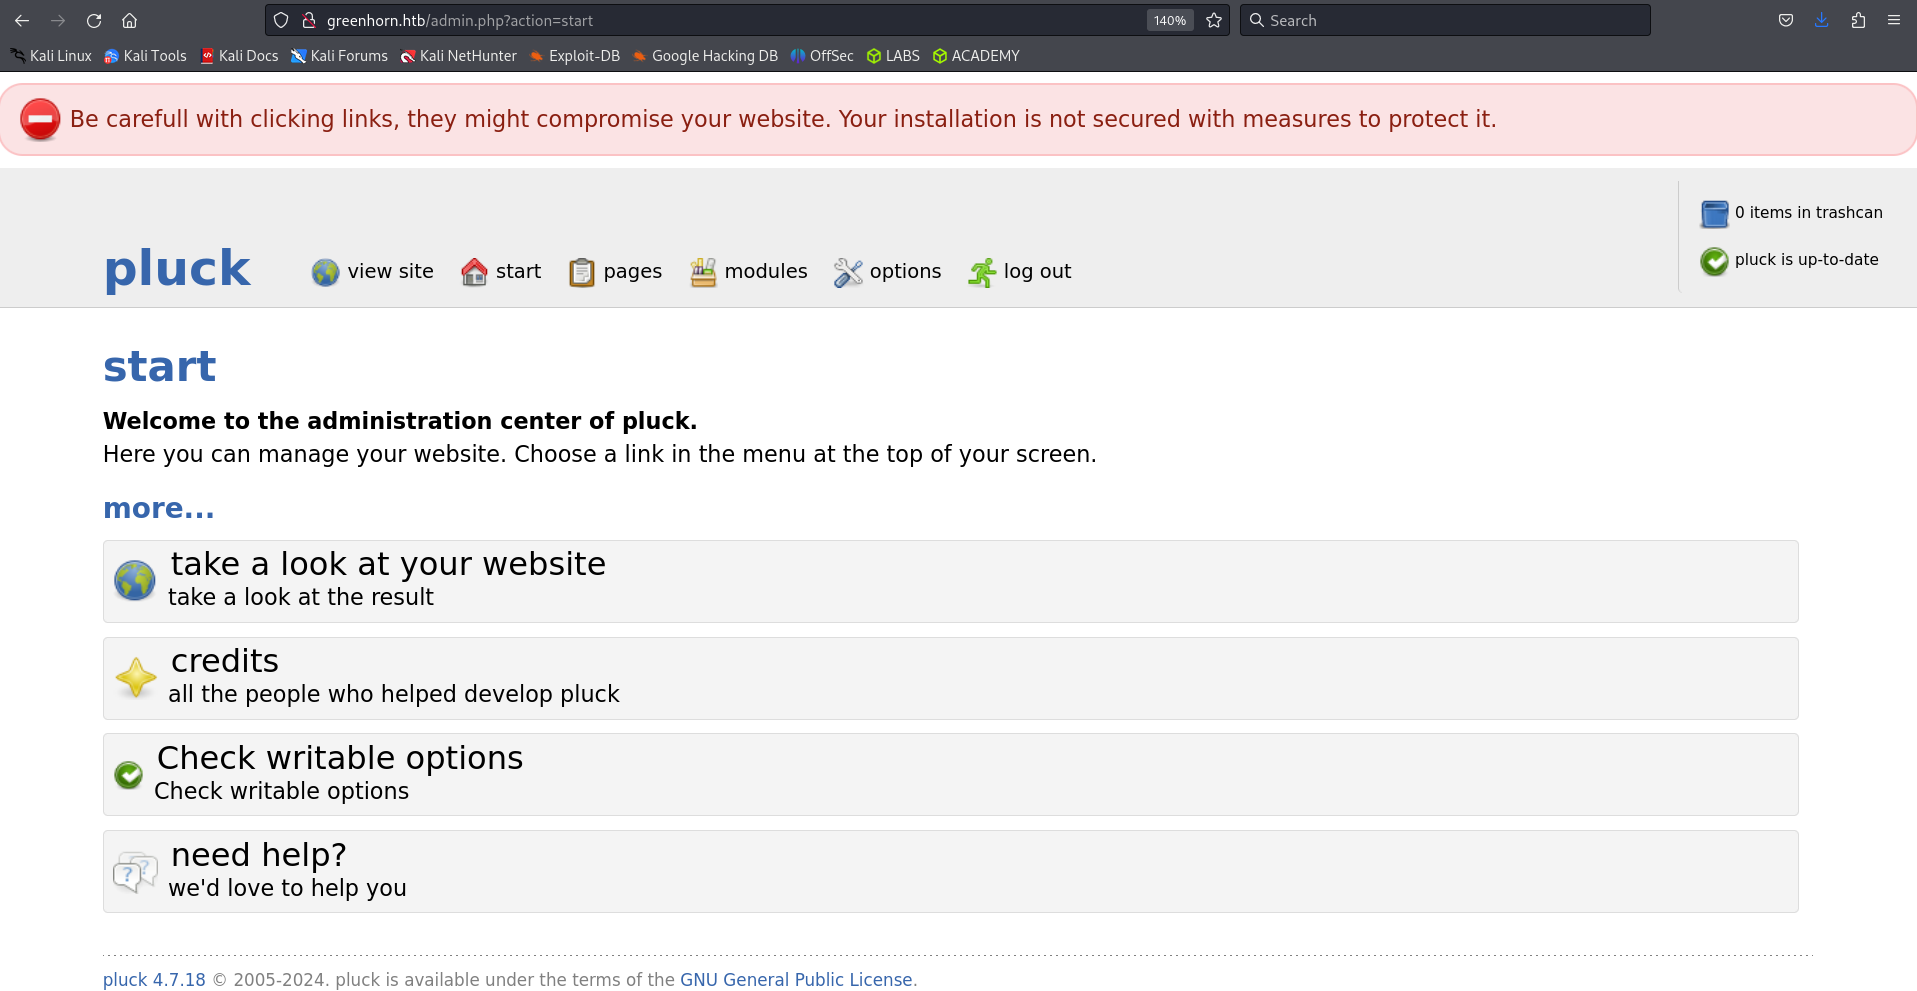 greenhorn.htb/admin.php?action=start 140% Search
Kali Linux Kali Tools Kali Docs Kali Forums Kali NetHunter Exploit-DB Google Hacking DB OffSec LABS ACADEMY
Be carefull with clicking links, they might compromise your website. Your installation is not secured with measures to protect it.
0 items in trashcan
pluck is up-to-date
pluck view site start pages modules options log out
start
Welcome to the administration center of pluck.
Here you can manage your website. Choose a link in the menu at the top of your screen.
more...
take a look at your website
take a look at the result
credits
all the people who helped develop pluck
Check writable options
Check writable options
need help?
we'd love to help you
pluck 4.7.18 © 2005-2024. pluck is available under the terms of the GNU General Public License.